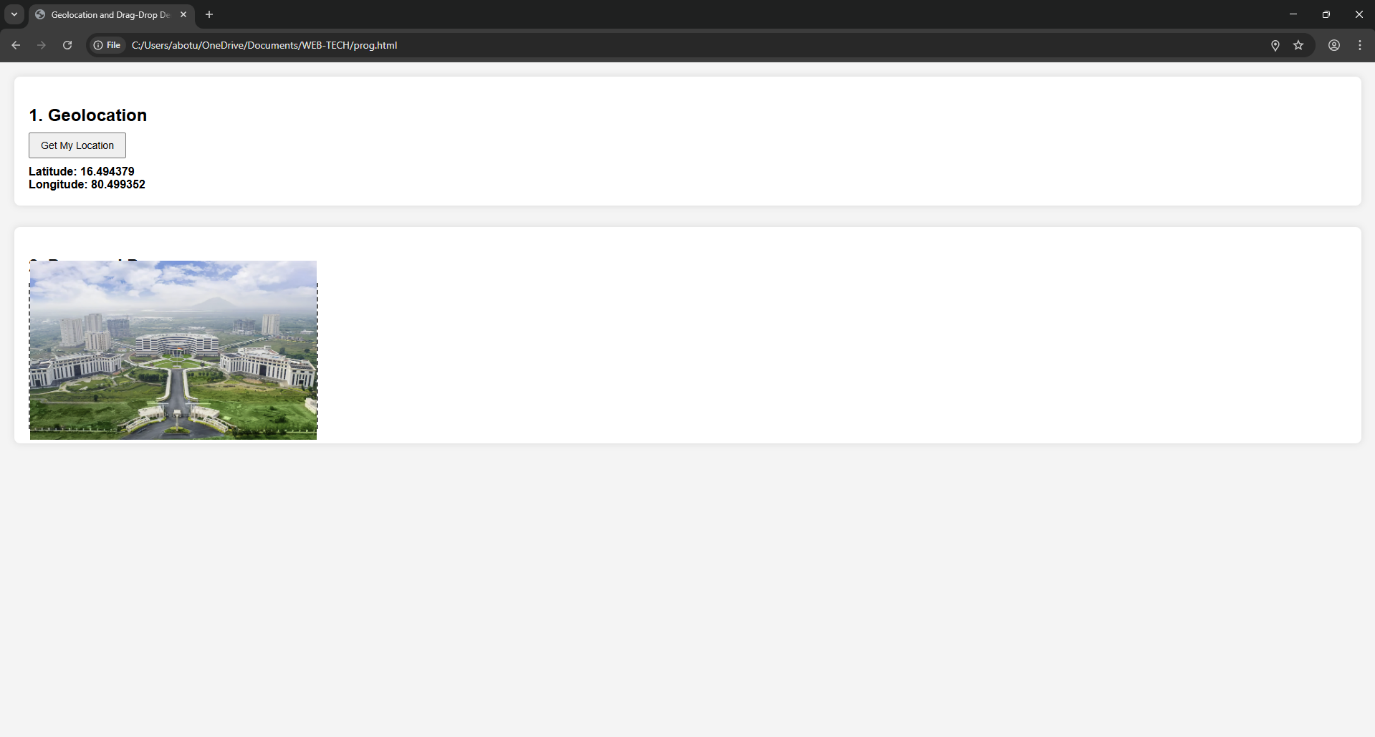 Geolocation and Drag-Drop De
File C:/Users/abotu/OneDrive/Documents/WEB-TECH/prog.html
1. Geolocation
Get My Location
Latitude: 16.494379
Longitude: 80.499352